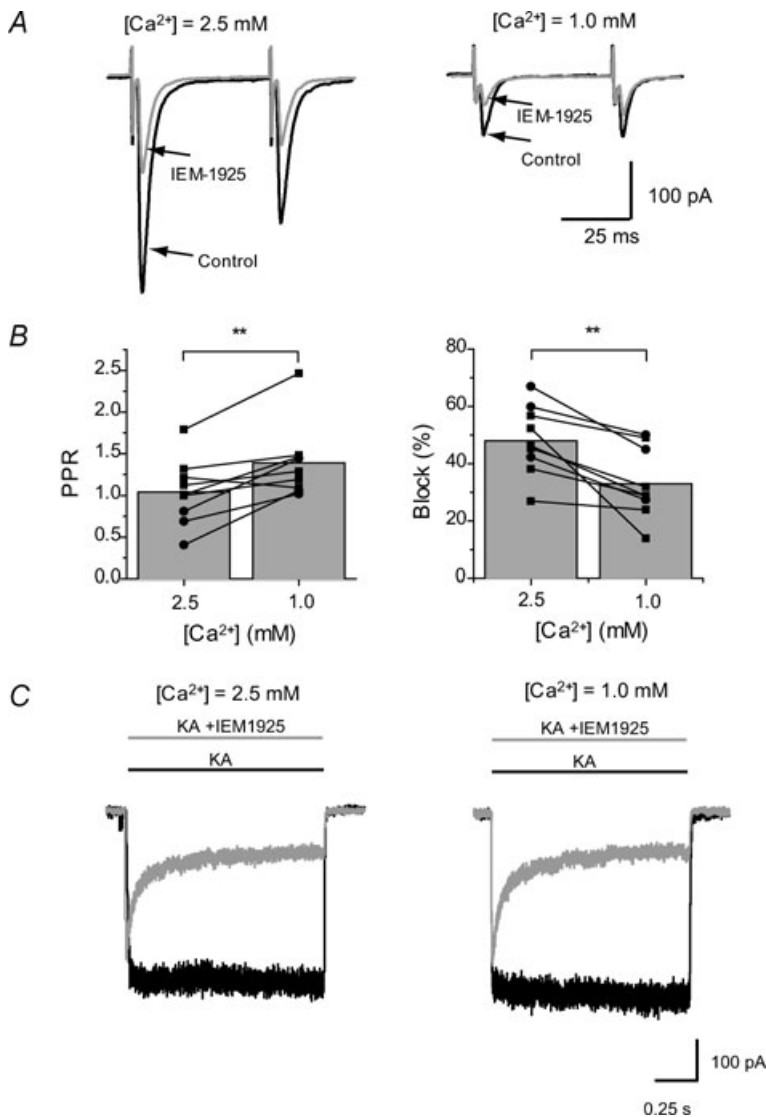 A
[Ca2+] = 2.5 mM
[Ca2+] = 1.0 mM
IEM-1925
Control
IEM-1925
Control
100 pA
25 ms
B
**
2.5
2.0
1.5
1.0
0.5
0.0
PPR
2.5
1.0
[Ca2+] (mM)
**
80
60
40
20
0
Block (%)
2.5
1.0
[Ca2+] (mM)
C
[Ca2+] = 2.5 mM
[Ca2+] = 1.0 mM
KA +IEM1925
KA
KA +IEM1925
KA
100 pA
0.25 s